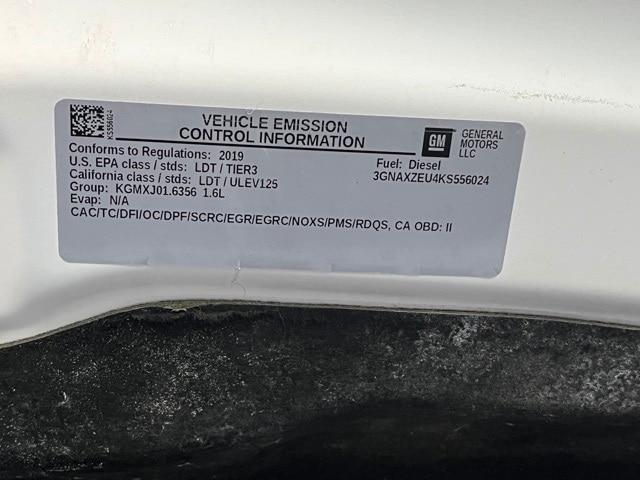 KS556024
VEHICLE EMISSION
CONTROL INFORMATION
GM
GENERAL
MOTORS
LLC
Conforms to Regulations: 2019
U.S. EPA class / stds: LDT / TIER3
California class / stds: LDT / ULEV125
Group: KGMXJ01.6356 1.6L
Evap: N/A
Fuel: Diesel
3GNAXZEU4KS556024
CAC/TC/DFI/OC/DPF/SCRC/EGR/EGRC/NOXS/PMS/RDQS, CA OBD: II